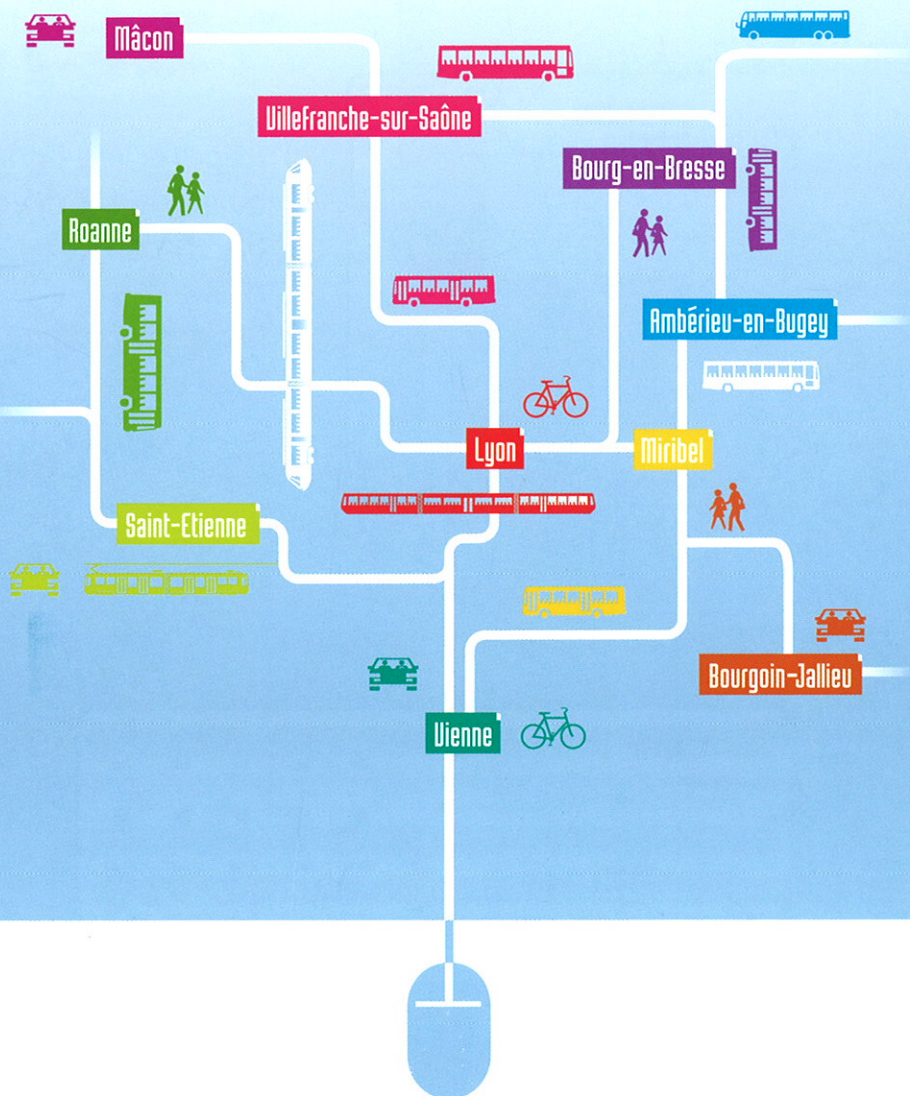 Mâcon
Villefranche-sur-Saône
Bourg-en-Bresse
Roanne
Ambérieu-en-Bugey
Lyon
Miribel
Saint-Etienne
Bourgoin-Jallieu
Vienne